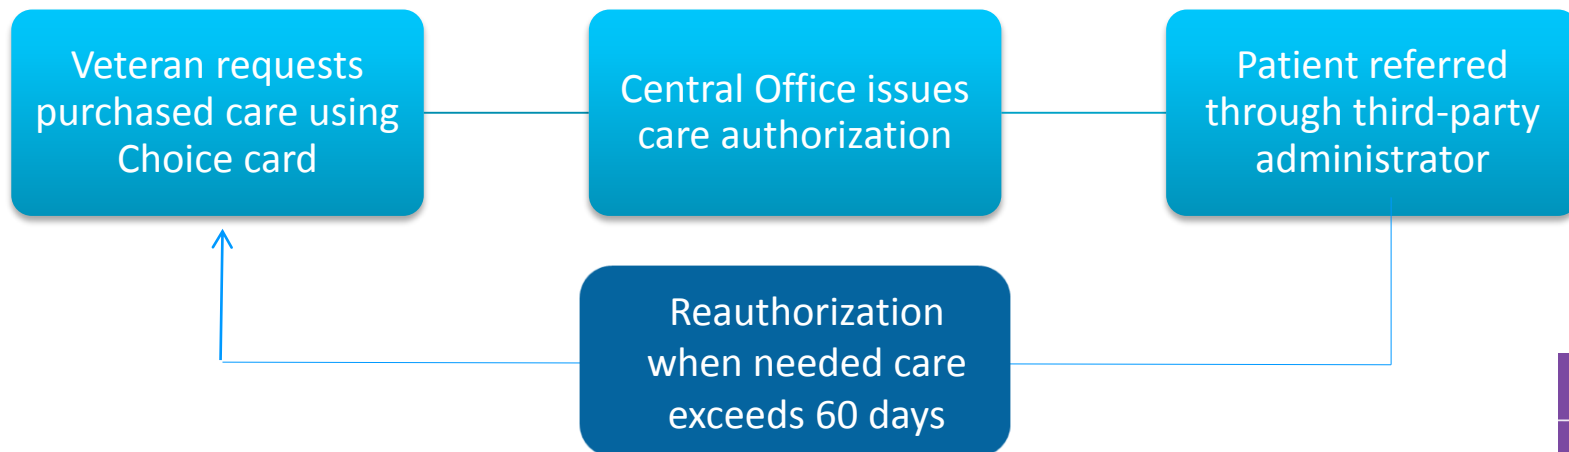 Veteran requests
purchased care using
Choice card
Central Office issues
care authorization
Patient referred
through third-party
administrator
Reauthorization
when needed care
exceeds 60 days